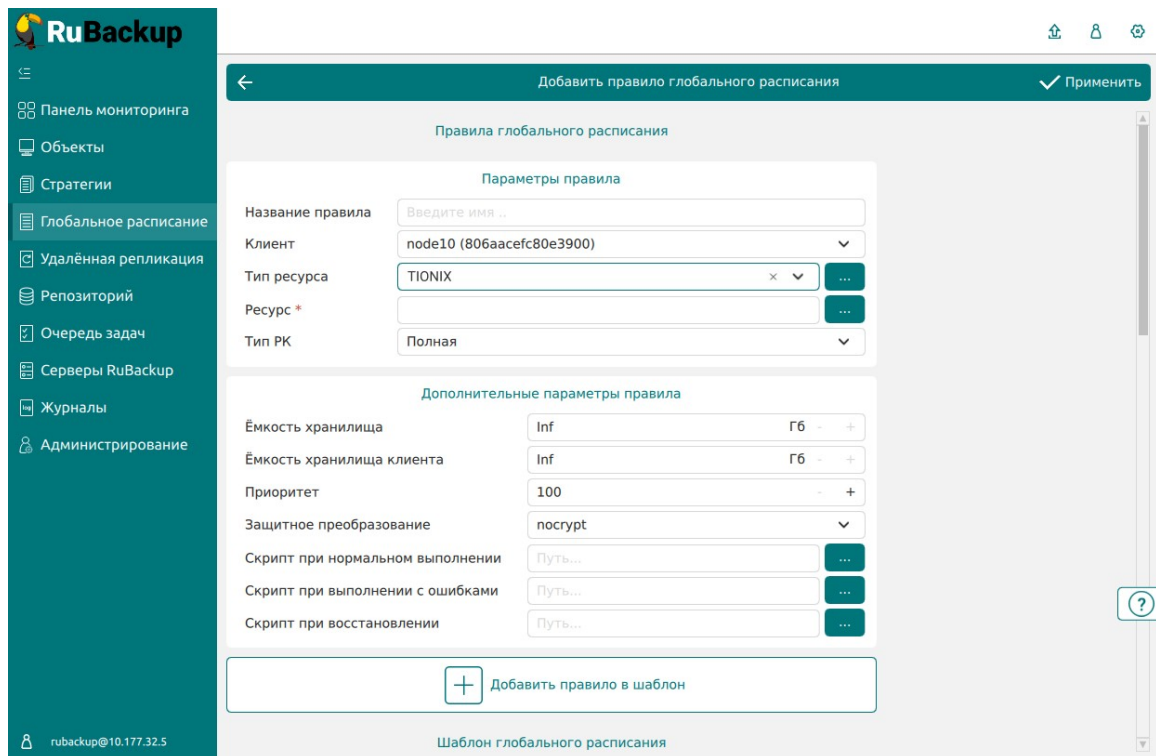 RuBackup
Добавить правило глобального расписания
Применить
Панель мониторинга
Объекты
Стратегии
Глобальное расписание
Удалённая репликация
Репозиторий
Очередь задач
Серверы RuBackup
Журналы
Администрирование
rubackup@10.177.32.5
Правила глобального расписания
Параметры правила
Название правила Введите имя ..
Клиент node10 (806aacefc80e3900)
Тип ресурса TIONIX × ...
Ресурс * ...
Тип РК Полная
Дополнительные параметры правила
Ёмкость хранилища Inf Гб - +
Ёмкость хранилища клиента Inf Гб - +
Приоритет 100 - +
Защитное преобразование nocrypt
Скрипт при нормальном выполнении Путь... ...
Скрипт при выполнении с ошибками Путь... ...
Скрипт при восстановлении Путь... ...
+ Добавить правило в шаблон
Шаблон глобального расписания
?